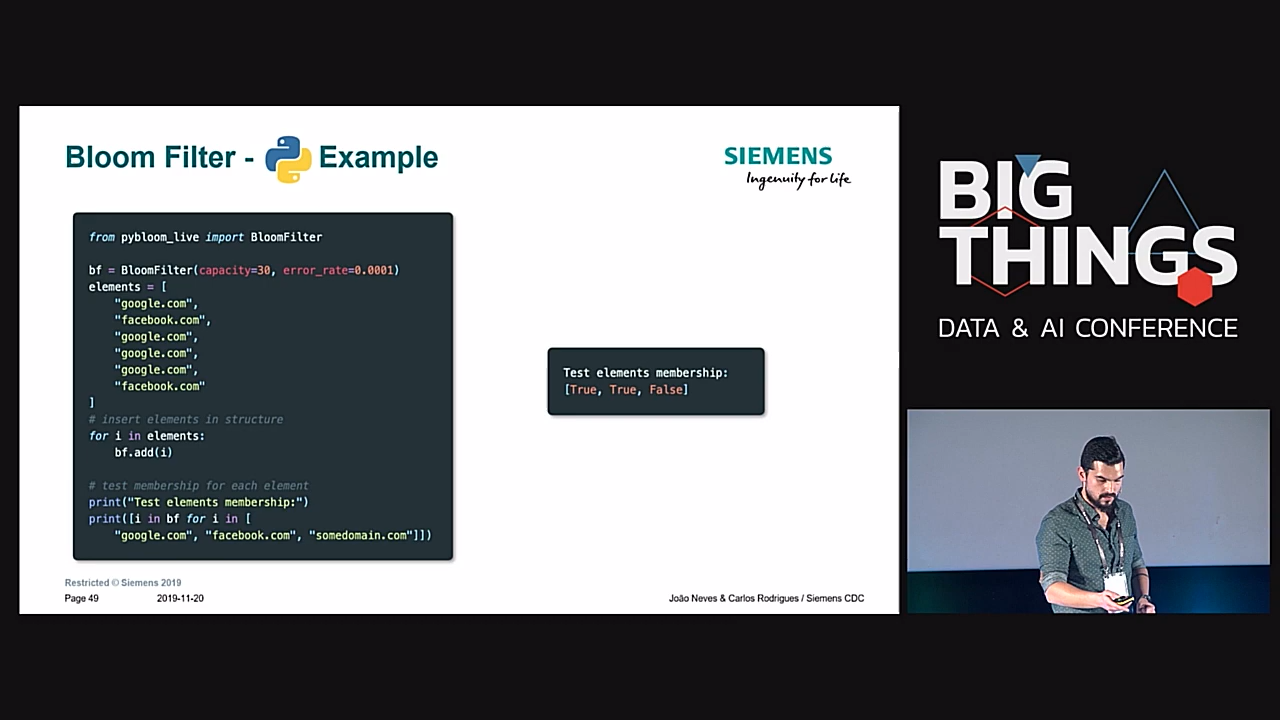 Bloom Filter - Example
SIEMENS
Ingenuity for life
from pybloom_live import BloomFilter
bf = BloomFilter(capacity=30, error_rate=0.0001)
elements = [
"google.com",
"facebook.com",
"google.com",
"google.com",
"google.com",
"facebook.com"
]
# insert elements in structure
for i in elements:
bf.add(i)
# test membership for each element
print("Test elements membership:")
print([i in bf for i in [
"google.com", "facebook.com", "somedomain.com"]])
Test elements membership:
[True, True, False]
Restricted © Siemens 2019
Page 49
2019-11-20
João Neves & Carlos Rodrigues / Siemens CDC
BIG
THINGS
DATA & AI CONFERENCE